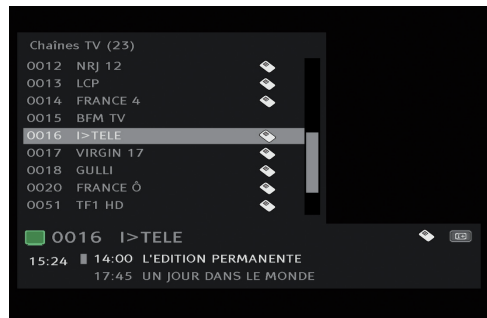 Chaînes TV (23)
0012 NRJ 12
0013 LCP
0014 FRANCE 4
0015 BFM TV
0016 I>TELE
0017 VIRGIN 17
0018 GULLI
0020 FRANCE Ô
0051 TF1 HD
0016 I>TELE
15:24 14:00 L'EDITION PERMANENTE
17:45 UN JOUR DANS LE MONDE